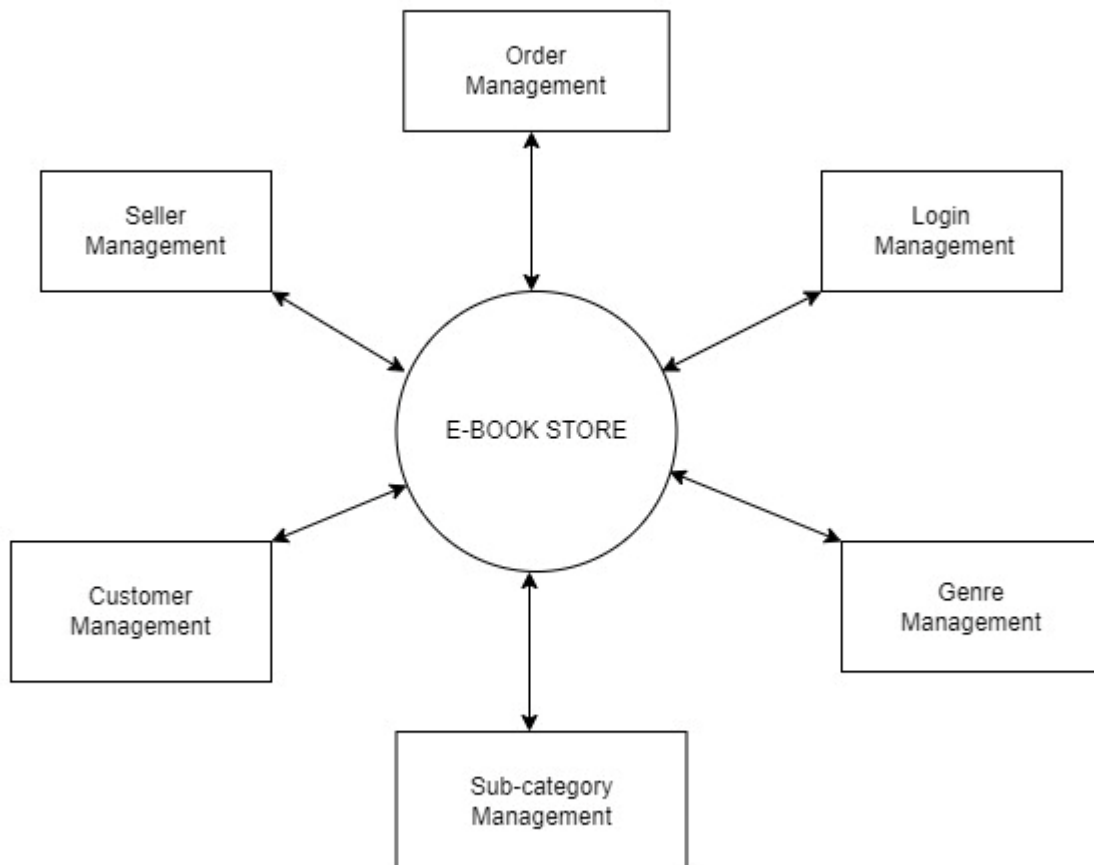 Order
Management
Seller
Management
Login
Management
E-BOOK STORE
Customer
Management
Genre
Management
Sub-category
Management